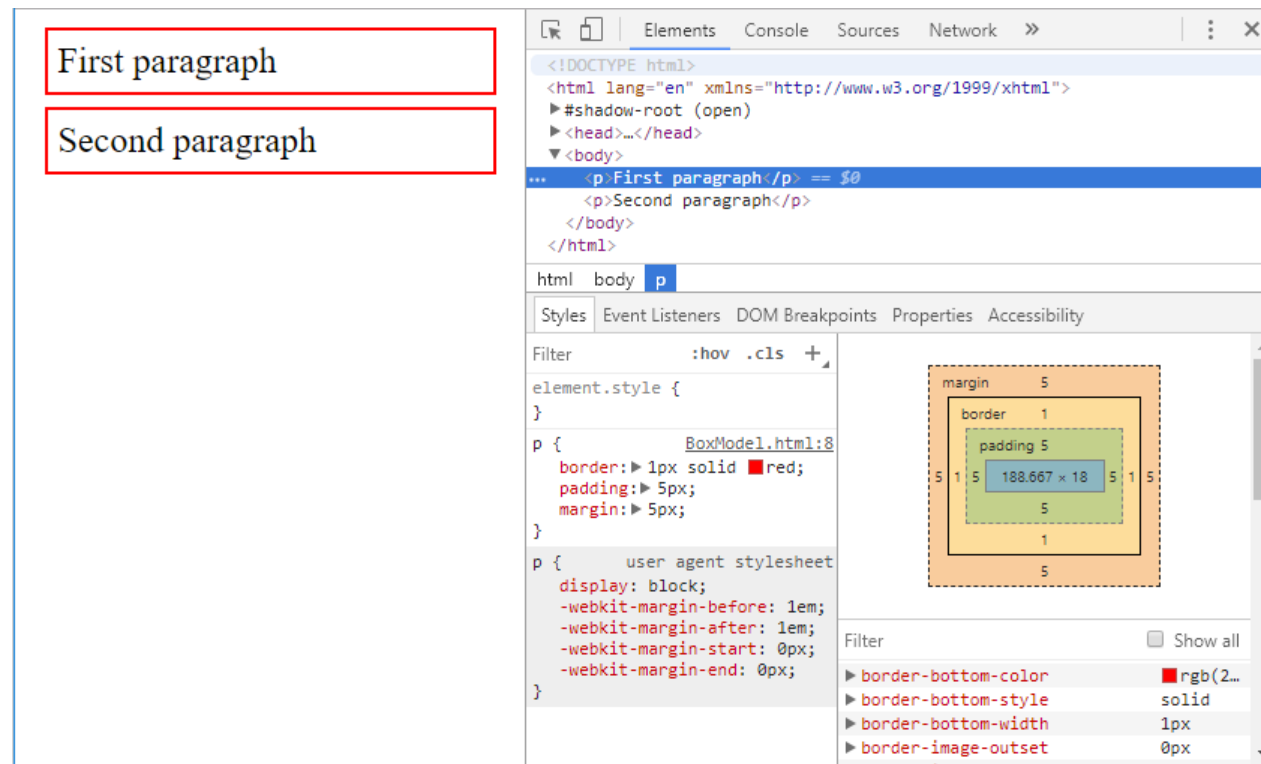 First paragraph
Second paragraph
Elements Console Sources Network »
<!DOCTYPE html>
<html lang="en" xmlns="http://www.w3.org/1999/xhtml">
▶#shadow-root (open)
▶<head>…</head>
▼<body>
... <p>First paragraph</p> == $0
<p>Second paragraph</p>
</body>
</html>
html body p
Styles Event Listeners DOM Breakpoints Properties Accessibility
Filter :hov .cls +
element.style {
}
p { BoxModel.html:8
border:▶ 1px solid red;
padding:▶ 5px;
margin:▶ 5px;
}
p { user agent stylesheet
display: block;
-webkit-margin-before: 1em;
-webkit-margin-after: 1em;
-webkit-margin-start: 0px;
-webkit-margin-end: 0px;
}
margin 5
border 1
padding 5
5 1 5 188.667 × 18 5 1 5
5
1
5
Filter Show all
▶border-bottom-color rgb(2…
▶border-bottom-style solid
▶border-bottom-width 1px
▶border-image-outset 0px